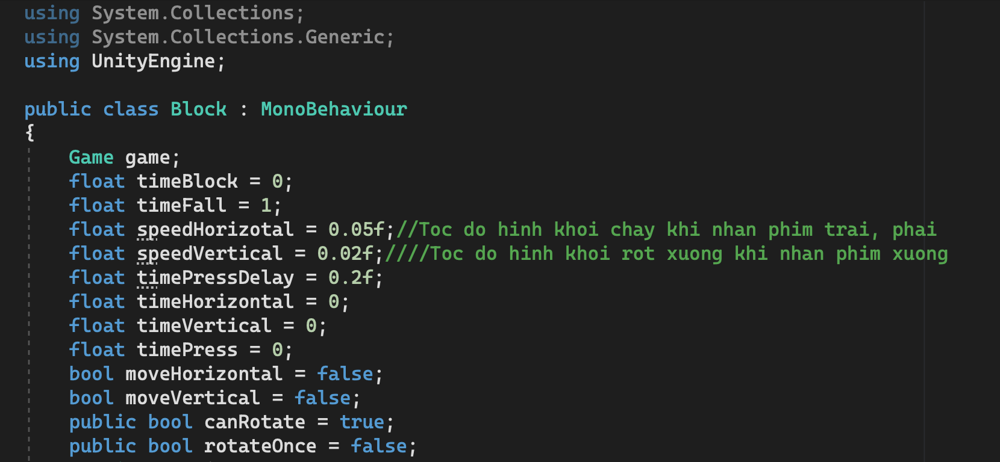 using System.Collections;
using System.Collections.Generic;
using UnityEngine;
public class Block : MonoBehaviour
{
Game game;
float timeBlock = 0;
float timeFall = 1;
float speedHorizotal = 0.05f;//Toc do hinh khoi chay khi nhan phim trai, phai
float speedVertical = 0.02f;////Toc do hinh khoi rot xuong khi nhan phim xuong
float timePressDelay = 0.2f;
float timeHorizontal = 0;
float timeVertical = 0;
float timePress = 0;
bool moveHorizontal = false;
bool moveVertical = false;
public bool canRotate = true;
public bool rotateOnce = false;